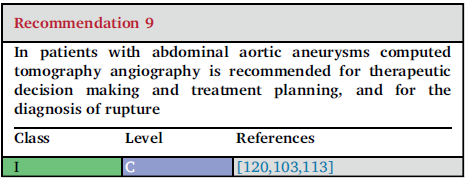 Recommendation 9
In patients with abdominal aortic aneurysms computed
tomography angiography is recommended for therapeutic
decision making and treatment planning, and for the
diagnosis of rupture
Class Level References
I C [120,103,113]